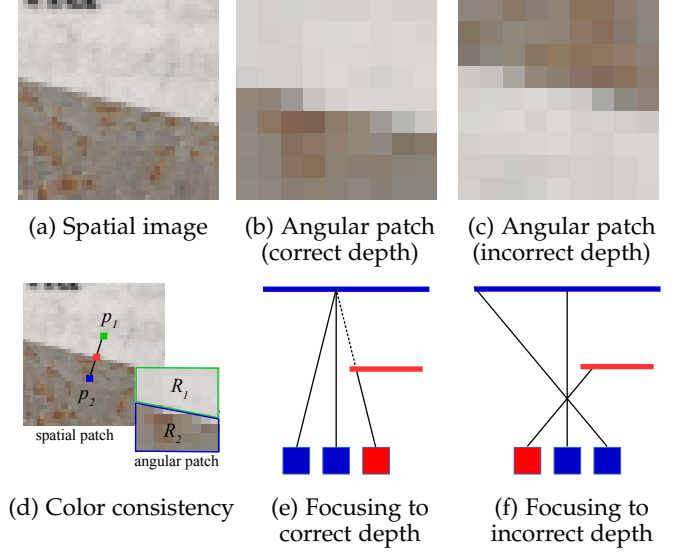 (a) Spatial image
(b) Angular patch
(correct depth)
(c) Angular patch
(incorrect depth)
p1
p2
R1
R2
spatial patch
angular patch
(d) Color consistency
(e) Focusing to
correct depth
(f) Focusing to
incorrect depth